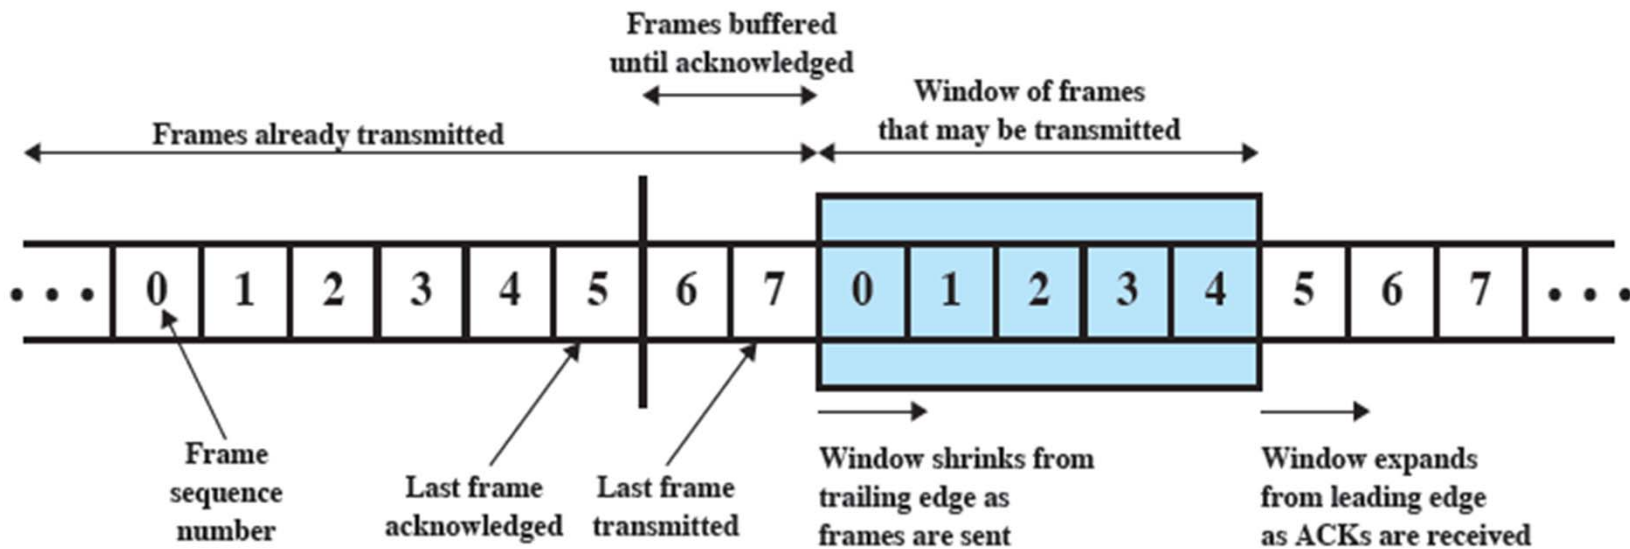 Frames buffered
until acknowledged
Window of frames
that may be transmitted
Frames already transmitted
• • • 0 1 2 3 4 5 6 7 0 1 2 3 4 5 6 7 • • •
Frame
sequence
number
Last frame
acknowledged
Last frame
transmitted
Window shrinks from
trailing edge as
frames are sent
Window expands
from leading edge
as ACKs are received